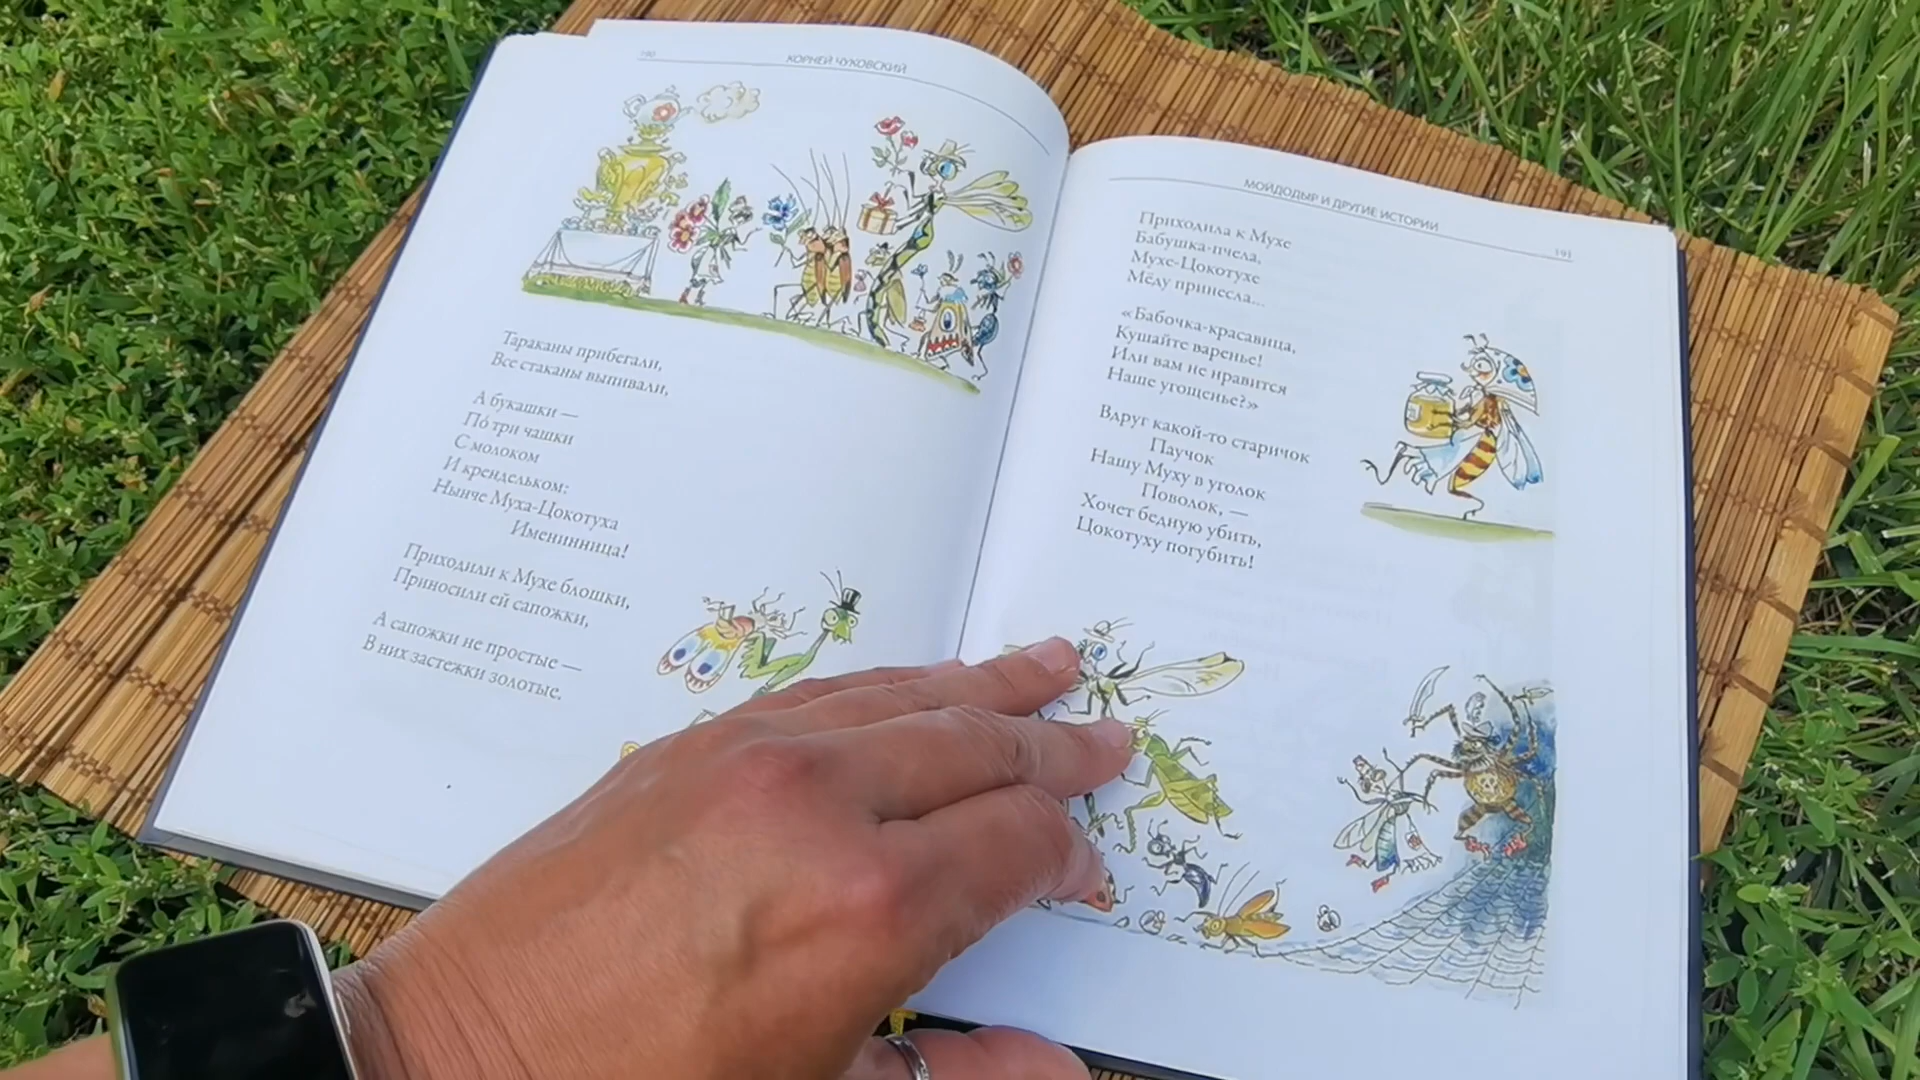 190
КОРНЕЙ ЧУКОВСКИЙ
Тараканы прибегали,
Все стаканы выпивали,
А букашки —
По́ три чашки
С молоком
И крендельком:
Нынче Муха-Цокотуха
Именинница!
Приходили к Мухе блошки,
Приносили ей сапожки,
А сапожки не простые —
В них застежки золотые.
МОЙДОДЫР И ДРУГИЕ ИСТОРИИ
191
Приходила к Мухе
Бабушка-пчела,
Мухе-Цокотухе
Мёду принесла...
«Бабочка-красавица,
Кушайте варенье!
Или вам не нравится
Наше угощенье?»
Вдруг какой-то старичок
Паучок
Нашу Муху в уголок
Поволок, —
Хочет бедную убить,
Цокотуху погубить!